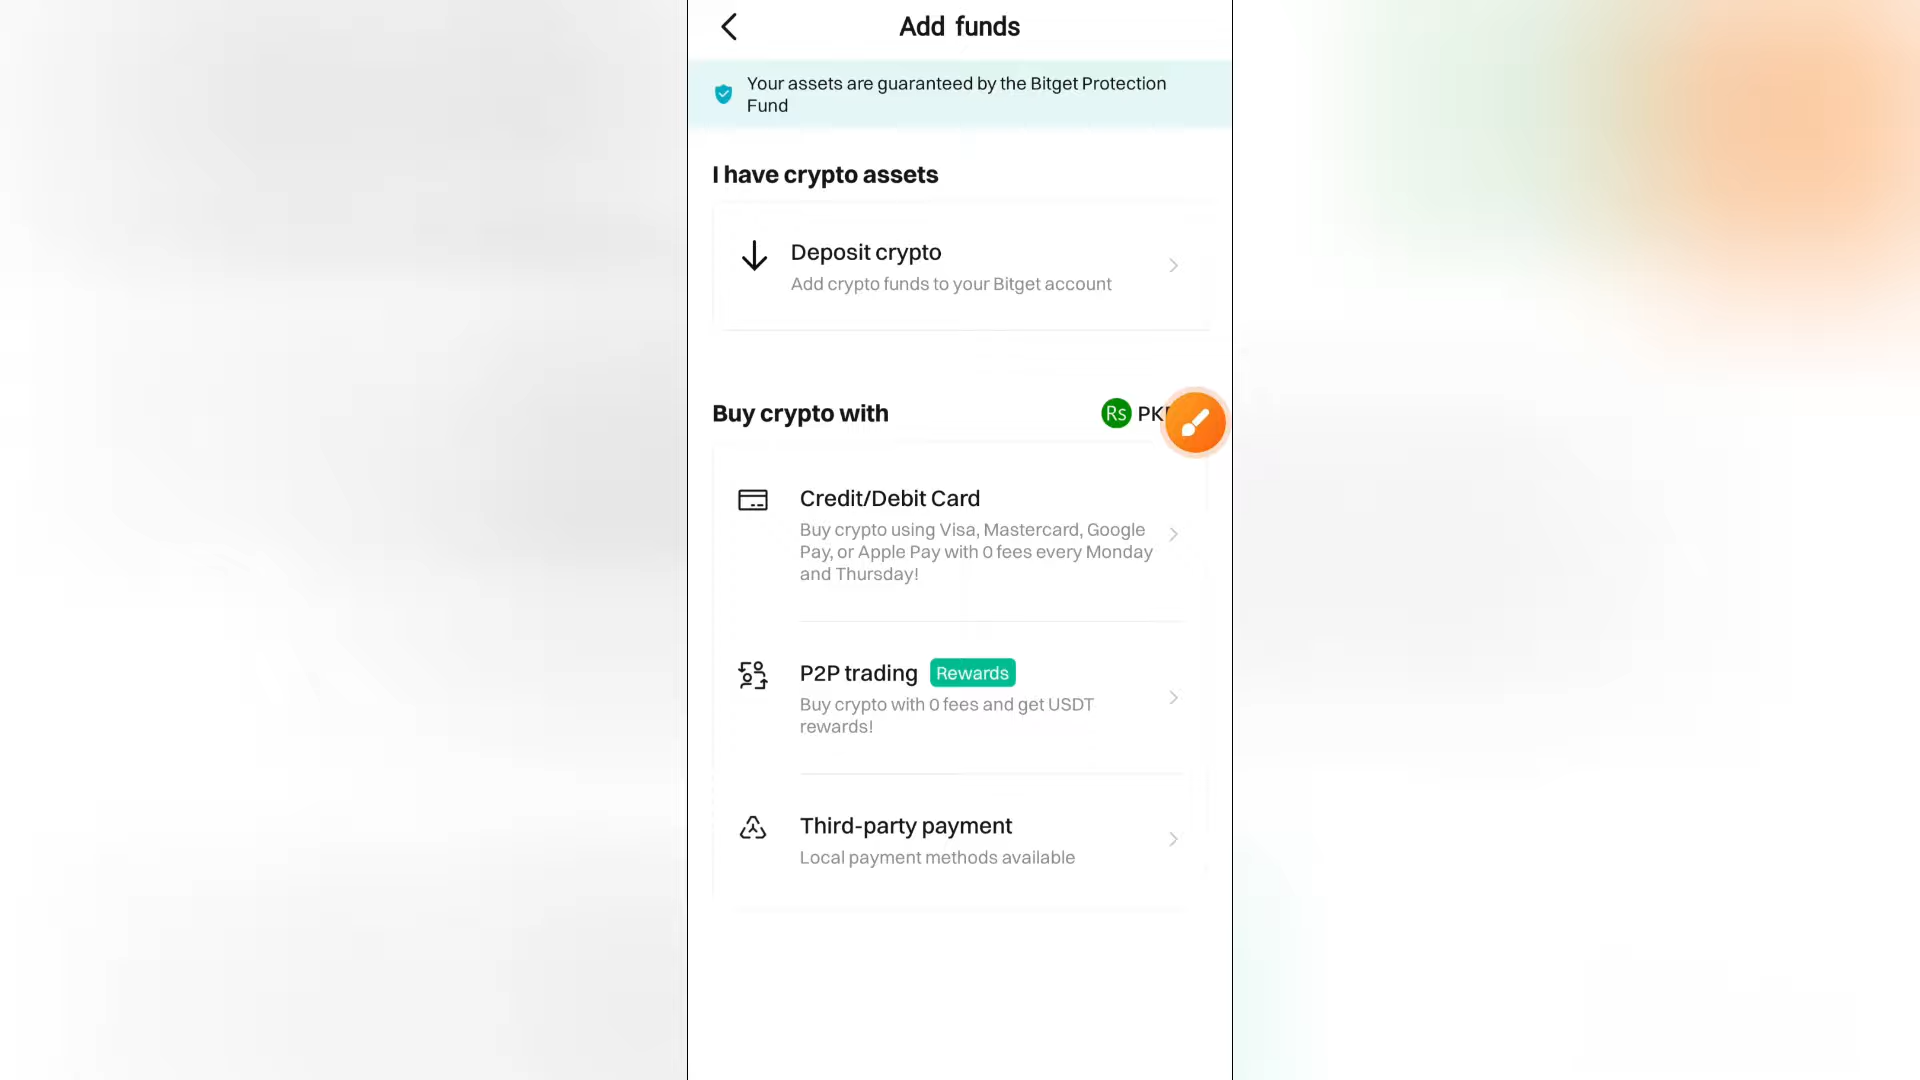 Add funds
Your assets are guaranteed by the Bitget Protection
Fund
I have crypto assets
Deposit crypto
Add crypto funds to your Bitget account
Buy crypto with
Rs
Credit/Debit Card
Buy crypto using Visa, Mastercard, Google
Pay, or Apple Pay with 0 fees every Monday
and Thursday!
P2P trading Rewards
Buy crypto with 0 fees and get USDT
rewards!
Third-party payment
Local payment methods available